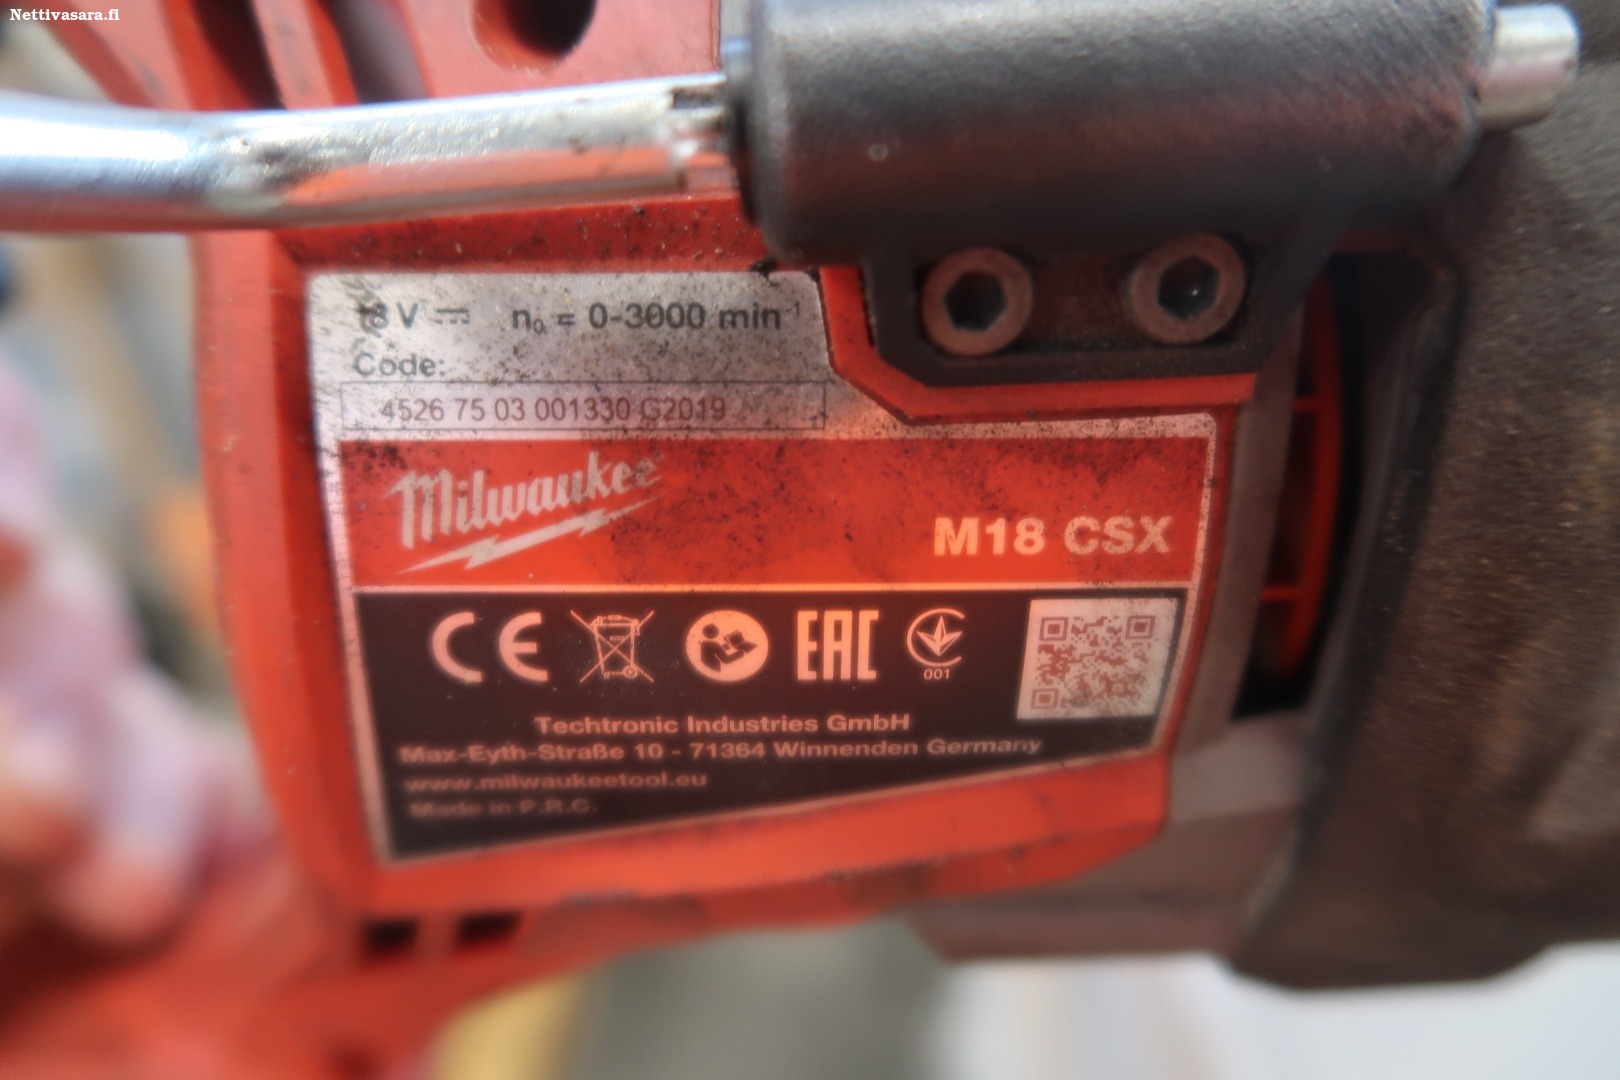 Nettivasara.fi
18 V ⎓ n₀ = 0-3000 min⁻¹
Code:
4526 75 03 001330 G2019
Milwaukee
M18 CSX
CE EAC
001
Techtronic Industries GmbH
Max-Eyth-Straße 10 - 71364 Winnenden Germany
www.milwaukeetool.eu
Made in P.R.C.